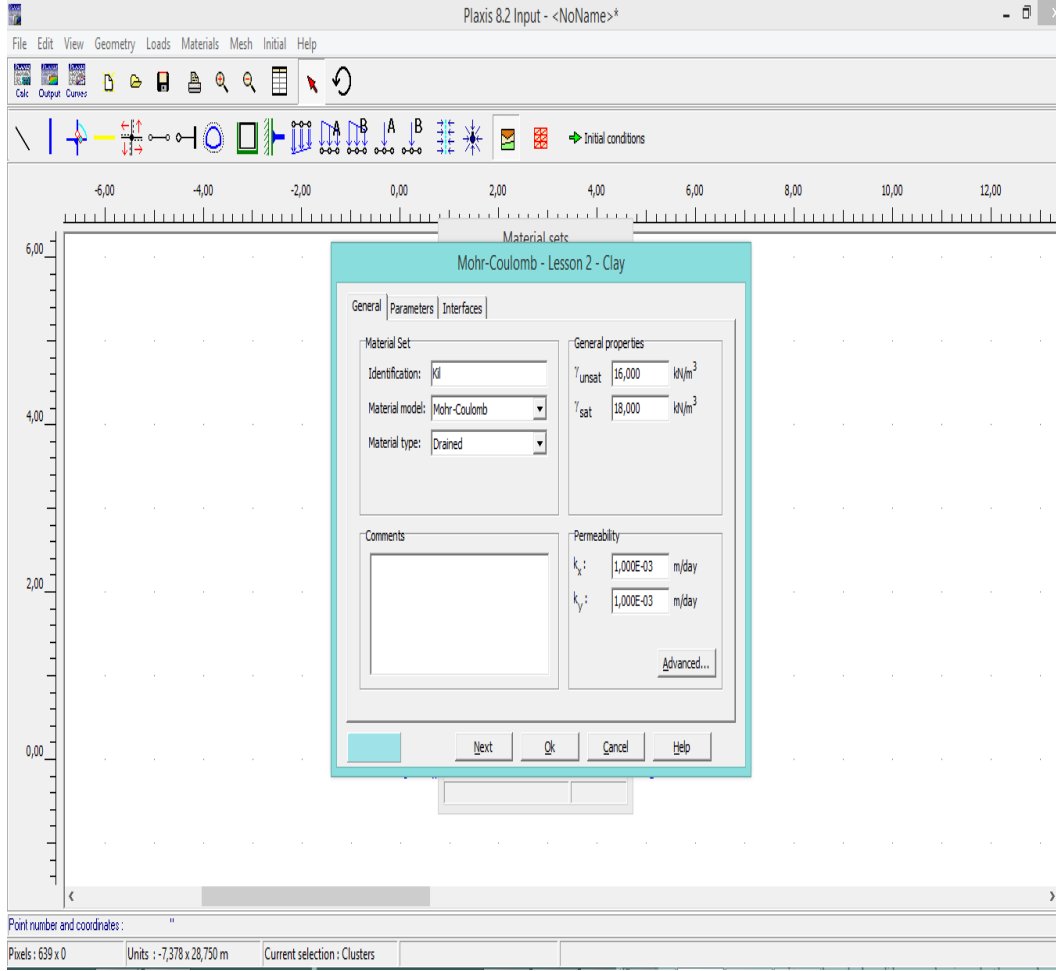 Plaxis 8.2 Input - <NoName>*
File Edit View Geometry Loads Materials Mesh Initial Help
Calc Output Curves
A B A B Initial conditions
-6,00 -4,00 -2,00 0,00 2,00 4,00 6,00 8,00 10,00 12,00
6,00
4,00
2,00
0,00
Material sets
Mohr-Coulomb - Lesson 2 - Clay
General Parameters Interfaces
Material Set
Identification: Kil
Material model: Mohr-Coulomb
Material type: Drained
General properties
γunsat 16,000 kN/m³
γsat 18,000 kN/m³
Comments
Permeability
kx: 1,000E-03 m/day
ky: 1,000E-03 m/day
Advanced...
Next Ok Cancel Help
Point number and coordinates : "
Pixels : 639 x 0 Units : -7,378 x 28,750 m Current selection : Clusters